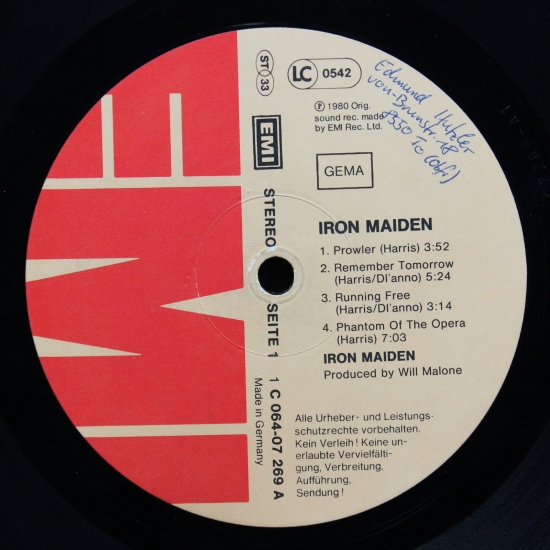 ST 33
LC 0542
Edmund
von-
18
8350
℗ 1980 Orig.
sound rec. made
by EMI Rec. Ltd.
EMI
GEMA
STEREO
SEITE 1
1 C 064-07 269 A
Made in Germany
IRON MAIDEN
1. Prowler (Harris) 3:52
2. Remember Tomorrow
(Harris/DI'anno) 5:24
3. Running Free
(Harris/DI'anno) 3:14
4. Phantom Of The Opera
(Harris) 7:03
IRON MAIDEN
Produced by Will Malone
Alle Urheber- und Leistungs-
schutzrechte vorbehalten.
Kein Verleih! Keine un-
erlaubte Vervielfälti-
gung, Verbreitung,
Aufführung,
Sendung!
EMI